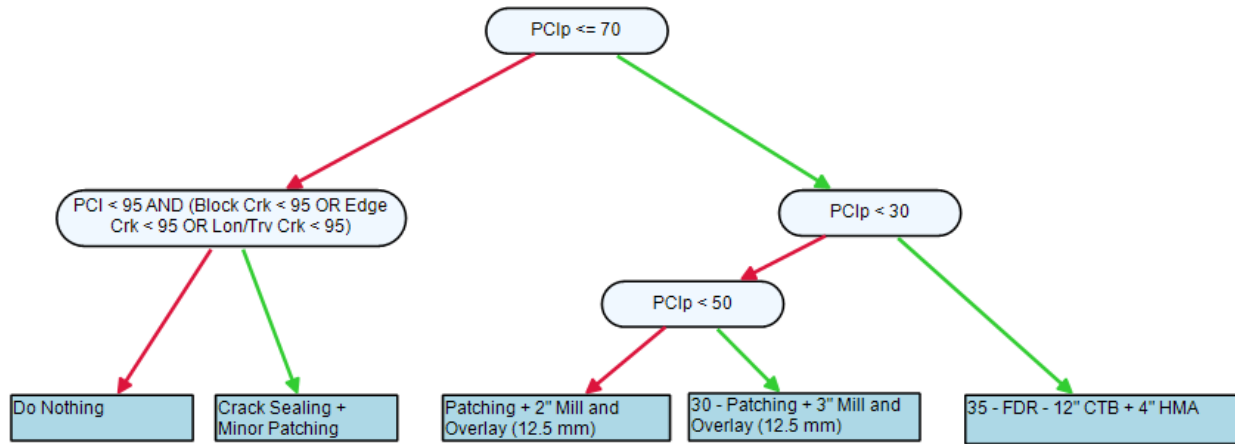 PCIp <= 70
PCI < 95 AND (Block Crk < 95 OR Edge
Crk < 95 OR Lon/Trv Crk < 95)
PCIp < 30
PCIp < 50
Do Nothing
Crack Sealing +
Minor Patching
Patching + 2" Mill and
Overlay (12.5 mm)
30 - Patching + 3" Mill and
Overlay (12.5 mm)
35 - FDR - 12" CTB + 4" HMA